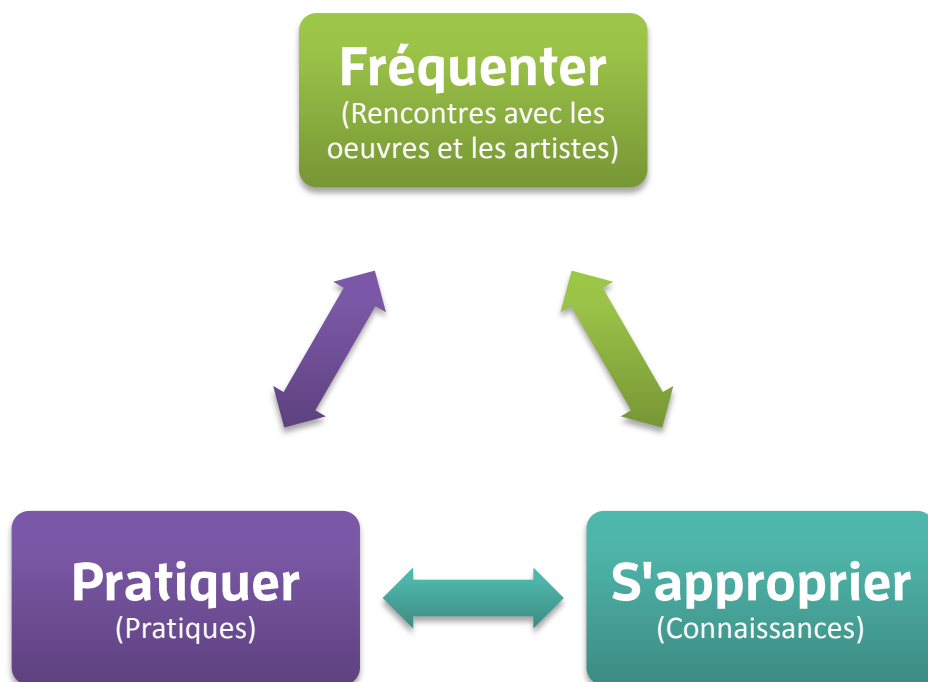 Fréquenter
(Rencontres avec les
oeuvres et les artistes)
Pratiquer
(Pratiques)
S'approprier
(Connaissances)